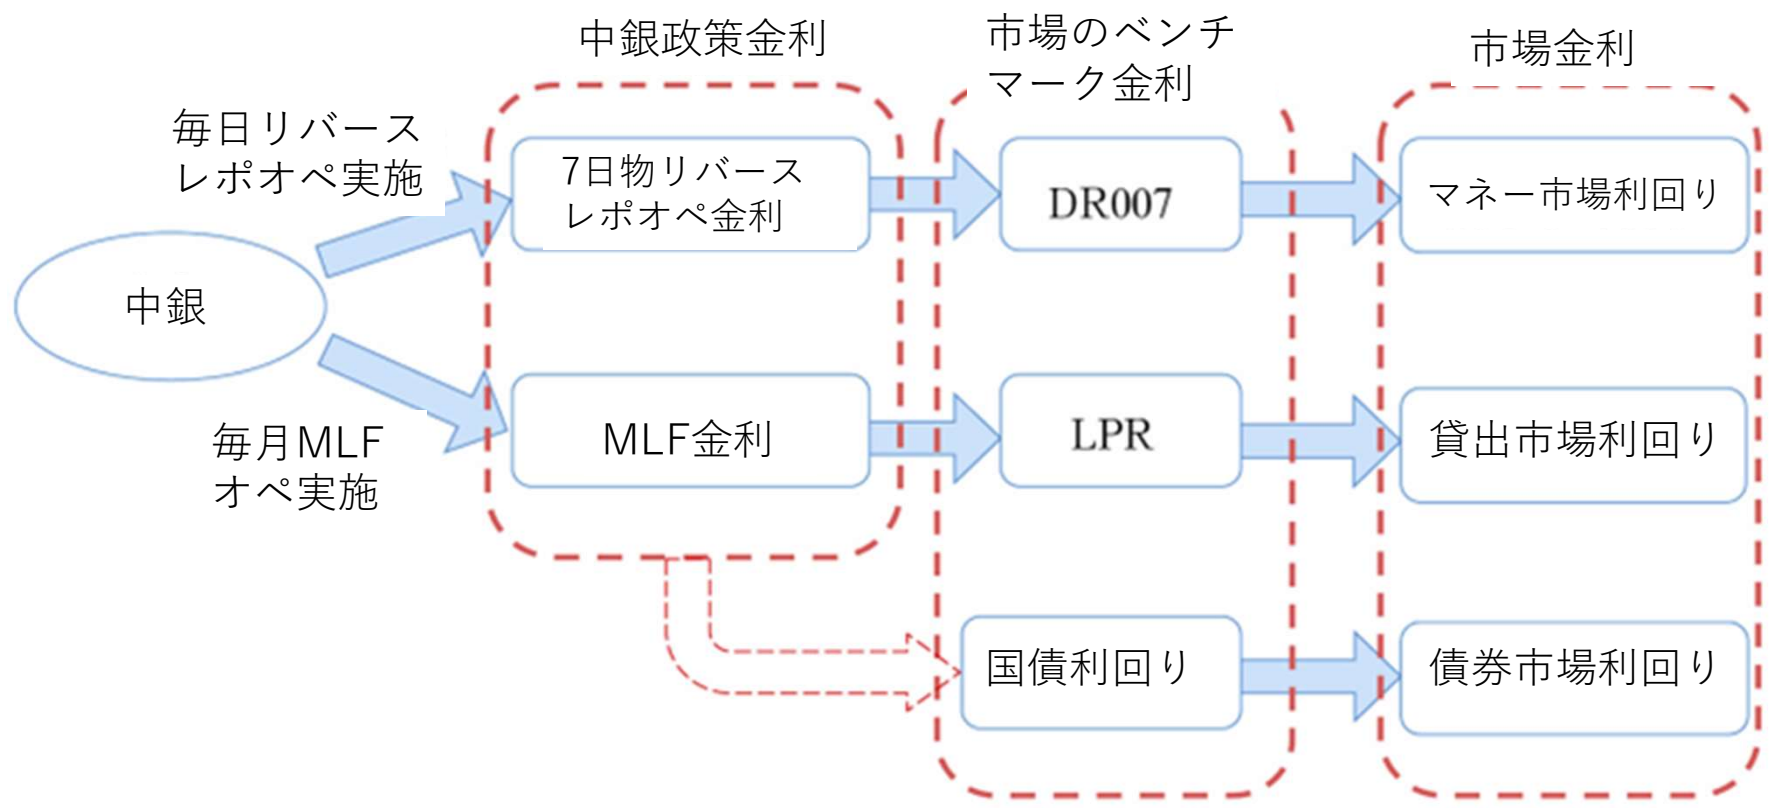 中銀政策金利
市場のベンチ
マーク金利
市場金利
毎日リバース
レポオペ実施
7日物リバース
レポオペ金利
DR007
マネー市場利回り
中銀
毎月MLF
オペ実施
MLF金利
LPR
貸出市場利回り
国債利回り
債券市場利回り